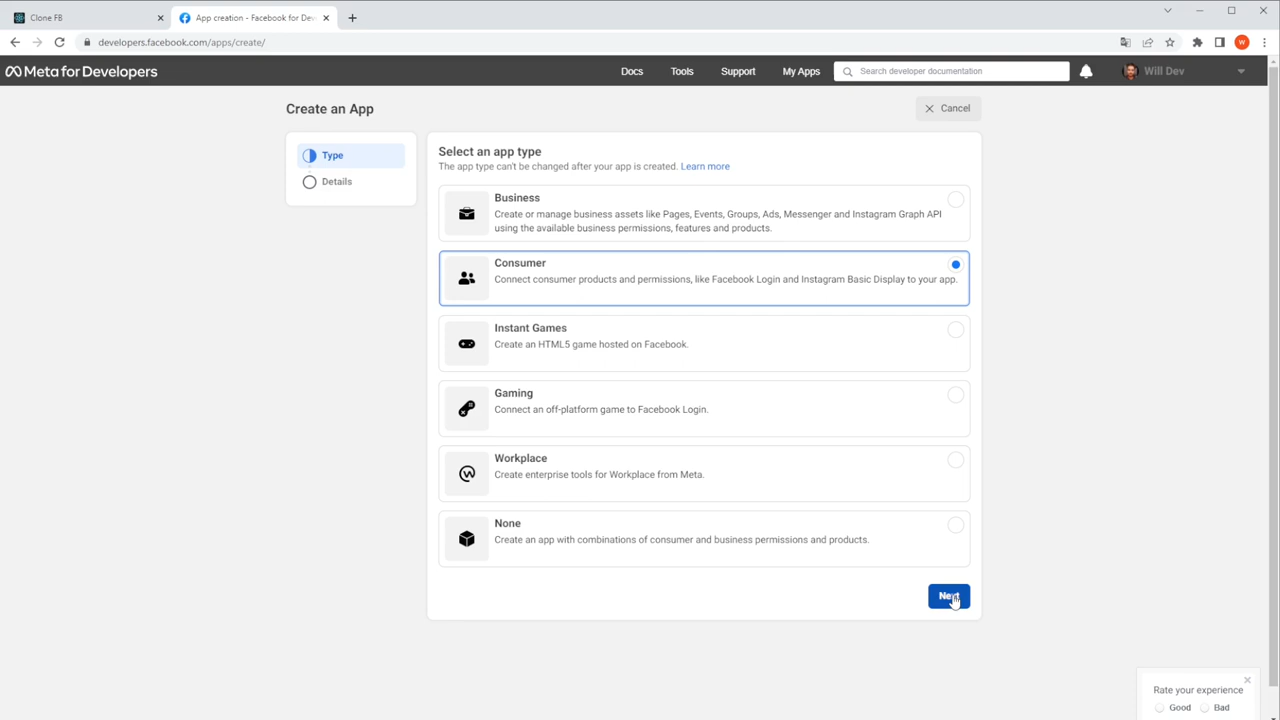 Clone FB
App creation - Facebook for Dev
developers.facebook.com/apps/create/
W
Meta for Developers
Docs
Tools
Support
My Apps
Search developer documentation
Will Dev
Create an App
Cancel
Type
Details
Select an app type
The app type can't be changed after your app is created. Learn more
Business
Create or manage business assets like Pages, Events, Groups, Ads, Messenger and Instagram Graph API
using the available business permissions, features and products.
Consumer
Connect consumer products and permissions, like Facebook Login and Instagram Basic Display to your app.
Instant Games
Create an HTML5 game hosted on Facebook.
Gaming
Connect an off-platform game to Facebook Login.
Workplace
Create enterprise tools for Workplace from Meta.
None
Create an app with combinations of consumer and business permissions and products.
Next
Rate your experience
Good
Bad